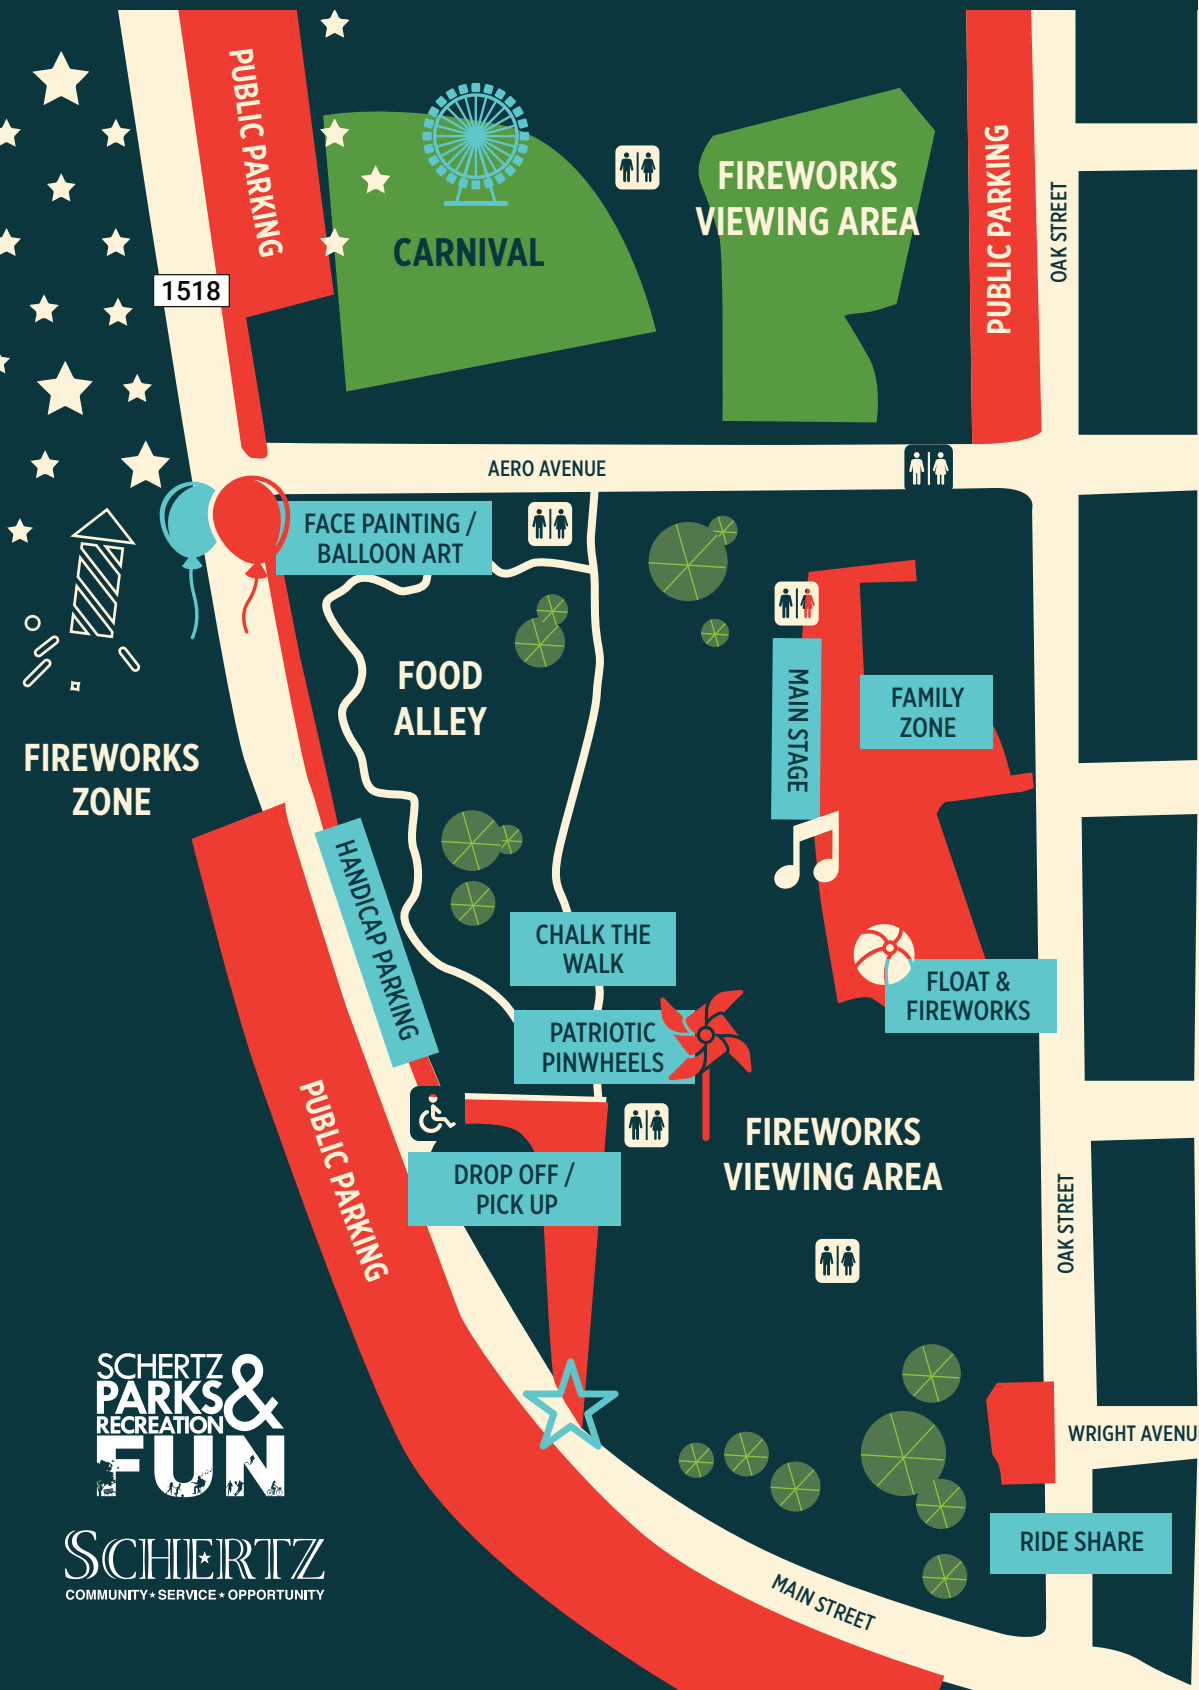 PUBLIC PARKING
CARNIVAL
FIREWORKS
VIEWING AREA
PUBLIC PARKING
OAK STREET
1518
AERO AVENUE
FACE PAINTING /
BALLOON ART
FOOD
ALLEY
MAIN STAGE
FAMILY
ZONE
FIREWORKS
ZONE
HANDICAP PARKING
CHALK THE
WALK
FLOAT &
FIREWORKS
PATRIOTIC
PINWHEELS
PUBLIC PARKING
DROP OFF /
PICK UP
FIREWORKS
VIEWING AREA
OAK STREET
SCHERTZ
PARKS &
RECREATION
FUN
WRIGHT AVENU
RIDE SHARE
SCHERTZ
COMMUNITY ★ SERVICE ★ OPPORTUNITY
MAIN STREET